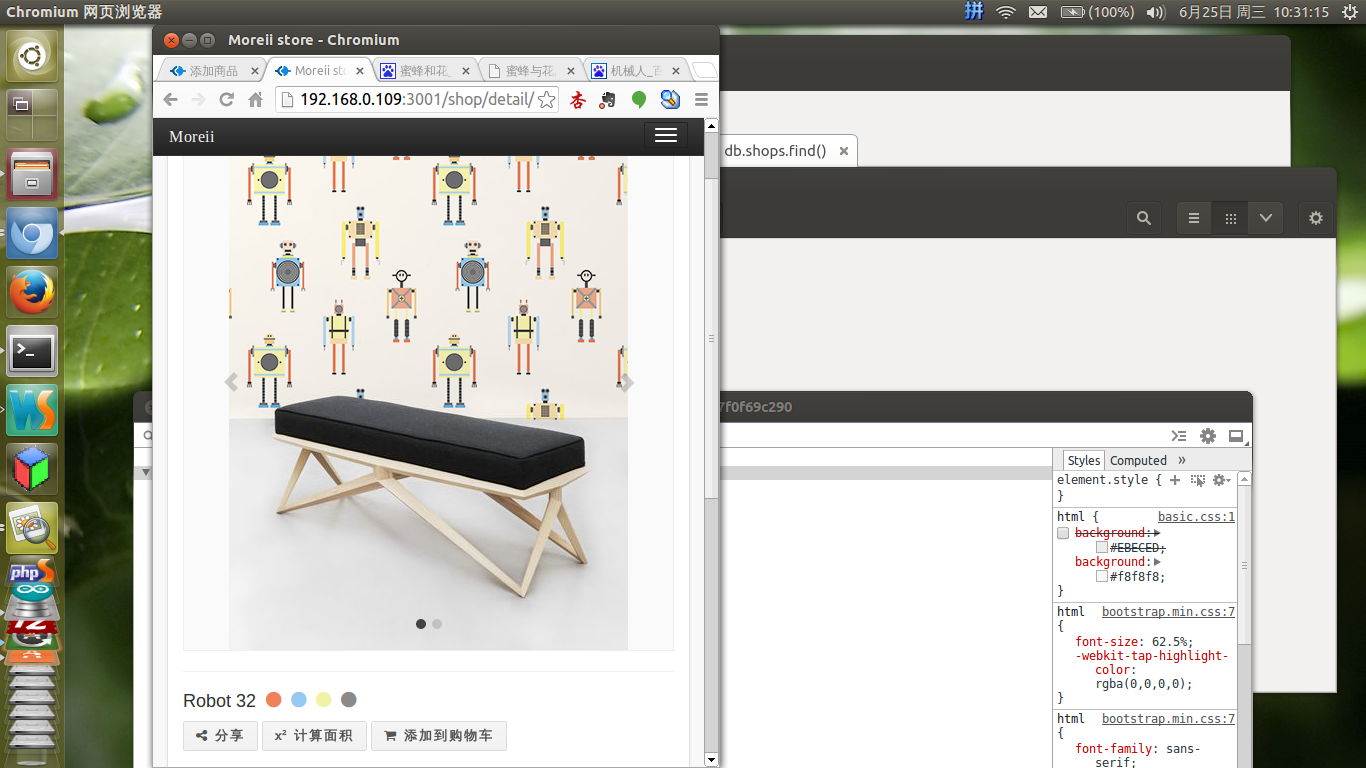 Chromium 网页浏览器
拼
(100%)
6月25日 周三 10:31:15
Moreii store - Chromium
添加商品
Moreii st
蜜蜂和花_
蜜蜂与花.
机械人_百
192.168.0.109:3001/shop/detail/
Moreii
db.shops.find()
7f0f69c290
Styles
Computed
»
element.style {
}
html {
basic.css:1
background:
#EBECED;
background:
#f8f8f8;
}
html
bootstrap.min.css:7
{
font-size: 62.5%;
-webkit-tap-highlight-
color:
rgba(0,0,0,0);
}
html
bootstrap.min.css:7
{
font-family: sans-
serif;
Robot 32
分享
x² 计算面积
添加到购物车
php